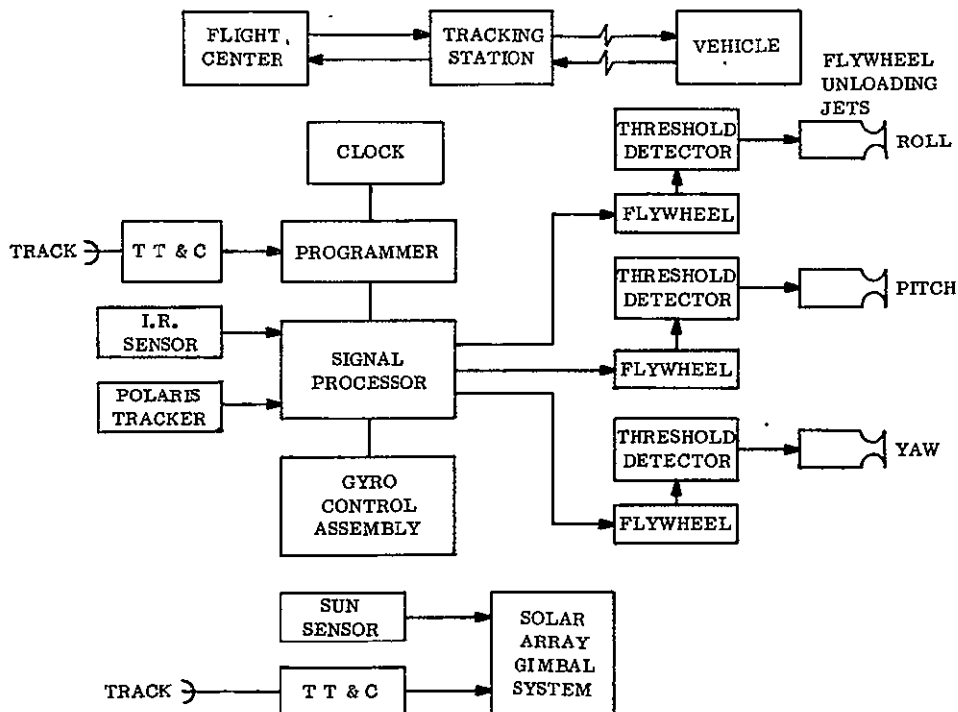 FLIGHT
CENTER
TRACKING
STATION
VEHICLE
FLYWHEEL
UNLOADING
JETS
CLOCK
THRESHOLD
DETECTOR
ROLL
FLYWHEEL
TRACK
T T & C
PROGRAMMER
THRESHOLD
DETECTOR
PITCH
I.R.
SENSOR
SIGNAL
PROCESSOR
FLYWHEEL
POLARIS
TRACKER
THRESHOLD
DETECTOR
YAW
GYRO
CONTROL
ASSEMBLY
FLYWHEEL
SUN
SENSOR
SOLAR
ARRAY
GIMBAL
SYSTEM
TRACK
T T & C